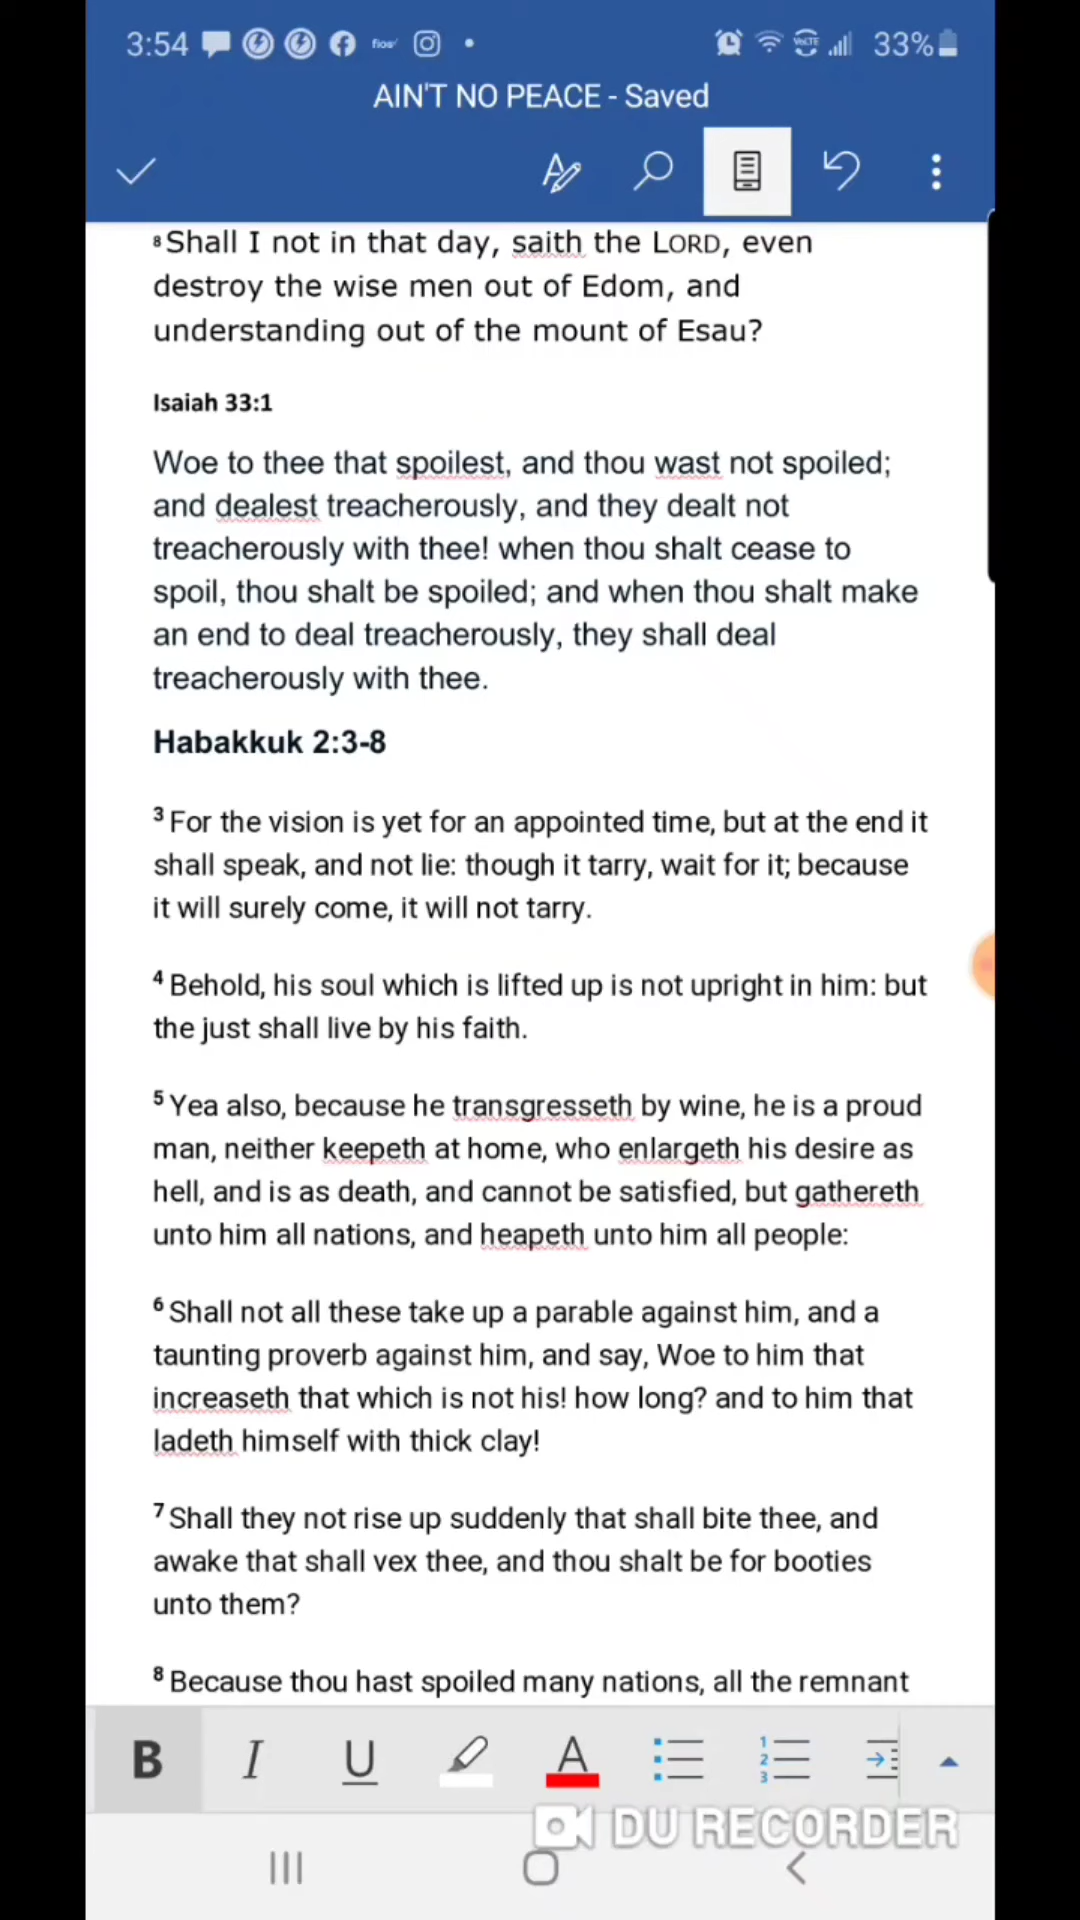 3:54 fios VoLTE 33%
AIN'T NO PEACE - Saved
8 Shall I not in that day, saith the LORD, even
destroy the wise men out of Edom, and
understanding out of the mount of Esau?
Isaiah 33:1
Woe to thee that spoilest, and thou wast not spoiled;
and dealest treacherously, and they dealt not
treacherously with thee! when thou shalt cease to
spoil, thou shalt be spoiled; and when thou shalt make
an end to deal treacherously, they shall deal
treacherously with thee.
Habakkuk 2:3-8
3 For the vision is yet for an appointed time, but at the end it
shall speak, and not lie: though it tarry, wait for it; because
it will surely come, it will not tarry.
4 Behold, his soul which is lifted up is not upright in him: but
the just shall live by his faith.
5 Yea also, because he transgresseth by wine, he is a proud
man, neither keepeth at home, who enlargeth his desire as
hell, and is as death, and cannot be satisfied, but gathereth
unto him all nations, and heapeth unto him all people:
6 Shall not all these take up a parable against him, and a
taunting proverb against him, and say, Woe to him that
increaseth that which is not his! how long? and to him that
ladeth himself with thick clay!
7 Shall they not rise up suddenly that shall bite thee, and
awake that shall vex thee, and thou shalt be for booties
unto them?
8 Because thou hast spoiled many nations, all the remnant
B I U A 1 2 3
DU RECORDER